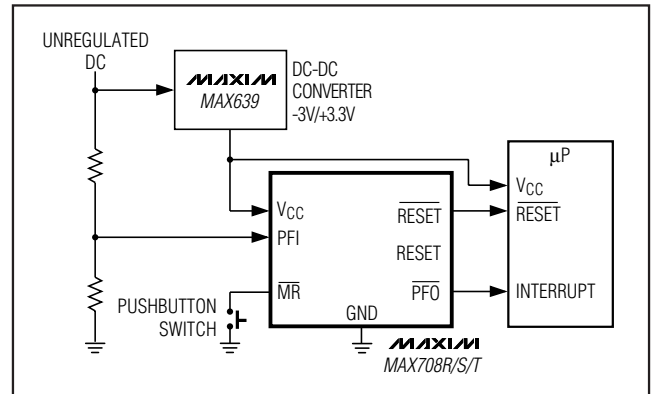 UNREGULATED
DC
MAXIM
MAX639
DC-DC
CONVERTER
-3V/+3.3V
μP
VCC
RESET
INTERRUPT
VCC
PFI
MR
GND
RESET
RESET
PFO
PUSHBUTTON
SWITCH
MAXIM
MAX708R/S/T